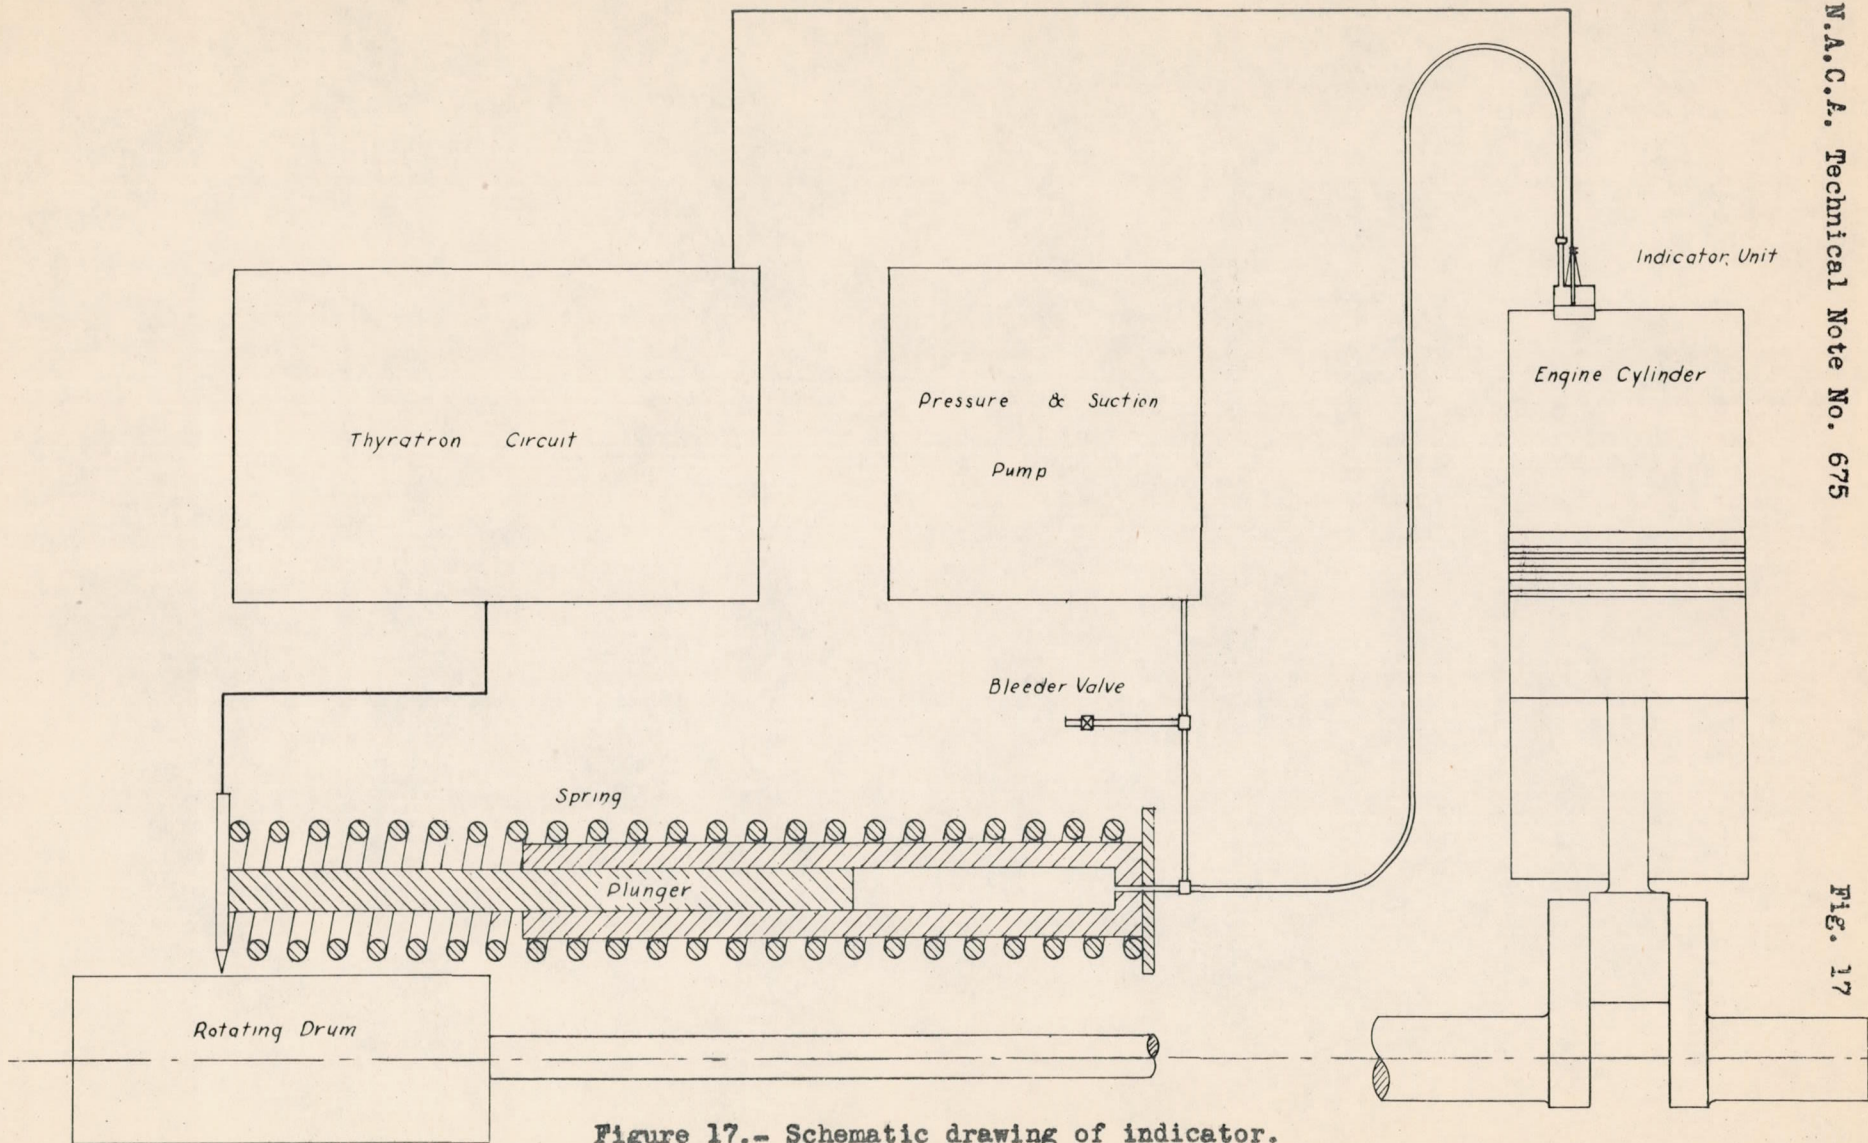 N.A.C.A. Technical Note No. 675
Fig. 17
Indicator Unit
Engine Cylinder
Pressure & Suction
Pump
Thyratron Circuit
Bleeder Valve
Spring
Plunger
Rotating Drum
Figure 17.- Schematic drawing of indicator.